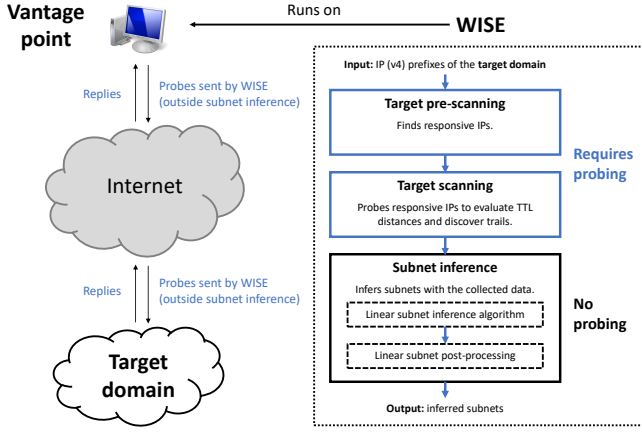 Vantage
point
Runs on
WISE
Replies
Probes sent by WISE
(outside subnet inference)
Internet
Replies
Probes sent by WISE
(outside subnet inference)
Target
domain
Input: IP (v4) prefixes of the target domain
Target pre-scanning
Finds responsive IPs.
Requires
probing
Target scanning
Probes responsive IPs to evaluate TTL
distances and discover trails.
Subnet inference
Infers subnets with the collected data.
Linear subnet inference algorithm
Linear subnet post-processing
No
probing
Output: inferred subnets